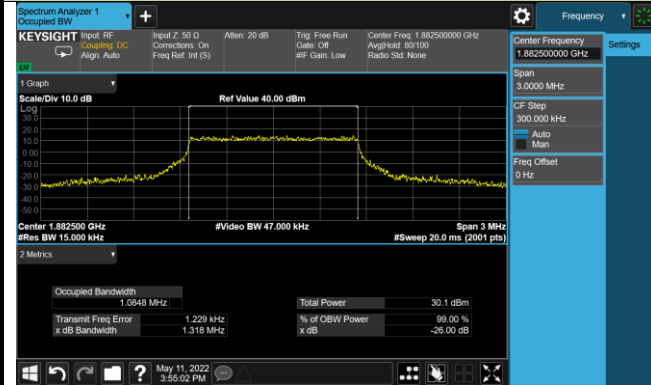 Spectrum Analyzer 1
Occupied BW
+
Frequency
KEYSIGHT
Input: RF
Coupling: DC
Align: Auto
Input Z: 50 Ω
Corrections: On
Freq Ref: Int (S)
Atten: 20 dB
Trig: Free Run
Gate: Off
#IF Gain: Low
Center Freq: 1.882500000 GHz
Avg|Hold: 80/100
Radio Std: None
Center Frequency
1.882500000 GHz
Settings
Span
3.0000 MHz
CF Step
300.000 kHz
Auto
Man
Freq Offset
0 Hz
1 Graph
Scale/Div 10.0 dB
Ref Value 40.00 dBm
Log
30.0
20.0
10.0
0.00
-10.0
-20.0
-30.0
-40.0
-50.0
Center 1.882500 GHz
#Video BW 47.000 kHz
Span 3 MHz
#Res BW 15.000 kHz
#Sweep 20.0 ms (2001 pts)
2 Metrics
Occupied Bandwidth
1.0848 MHz
Total Power
30.1 dBm
Transmit Freq Error
1.229 kHz
% of OBW Power
99.00 %
x dB Bandwidth
1.318 MHz
x dB
-26.00 dB
?
May 11, 2022
3:55:02 PM